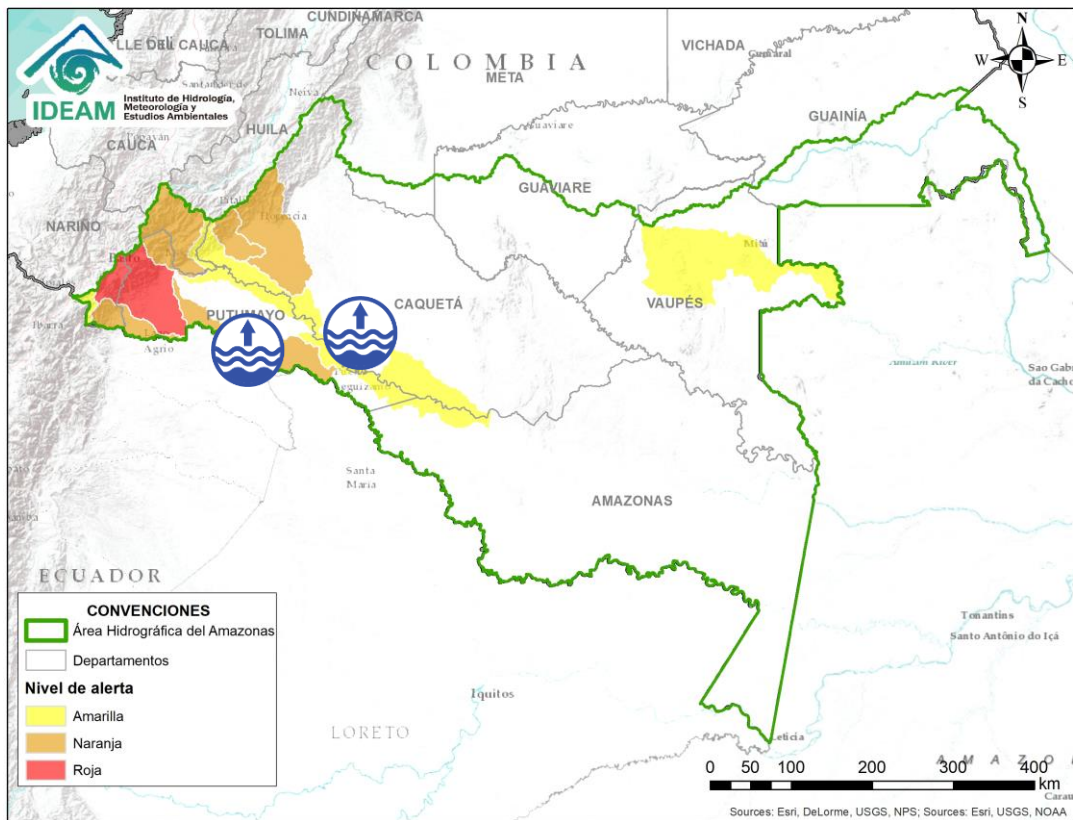 IDEAM
Instituto de Hidrología,
Meteorología y
Estudios Ambientales
CUNDINAMARCA
TOLIMA
LLE DEL CAUCA
COLOMBIA
META
VICHADA
N
W
E
S
Neiva
HUILA
CAUCA
GUAINÍA
GUAVIARE
NARIÑO
Mitú
VAUPÉS
CAQUETÁ
PUTUMAYO
Agrio
Sao Gab
da Cacho
Santa
Maria
AMAZONAS
ECUADOR
Tonantins
Santo Antônio do Içá
Iquitos
LORETO
Leticia
CONVENCIONES
Área Hidrográfica del Amazonas
Departamentos
Nivel de alerta
Amarilla
Naranja
Roja
0 50 100 200 300 400
km
Carau
Sources: Esri, DeLorme, USGS, NPS; Sources: Esri, USGS, NOAA